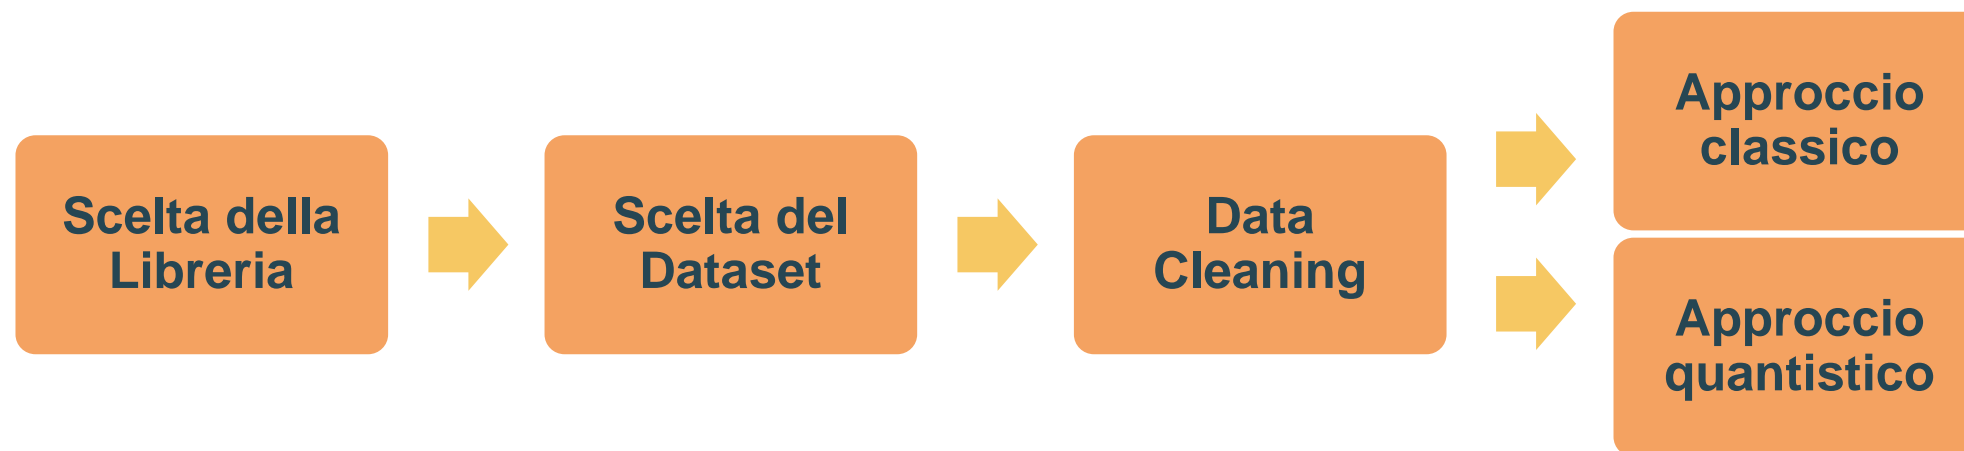 Scelta della
Libreria
Scelta del
Dataset
Data
Cleaning
Approccio
classico
Approccio
quantistico